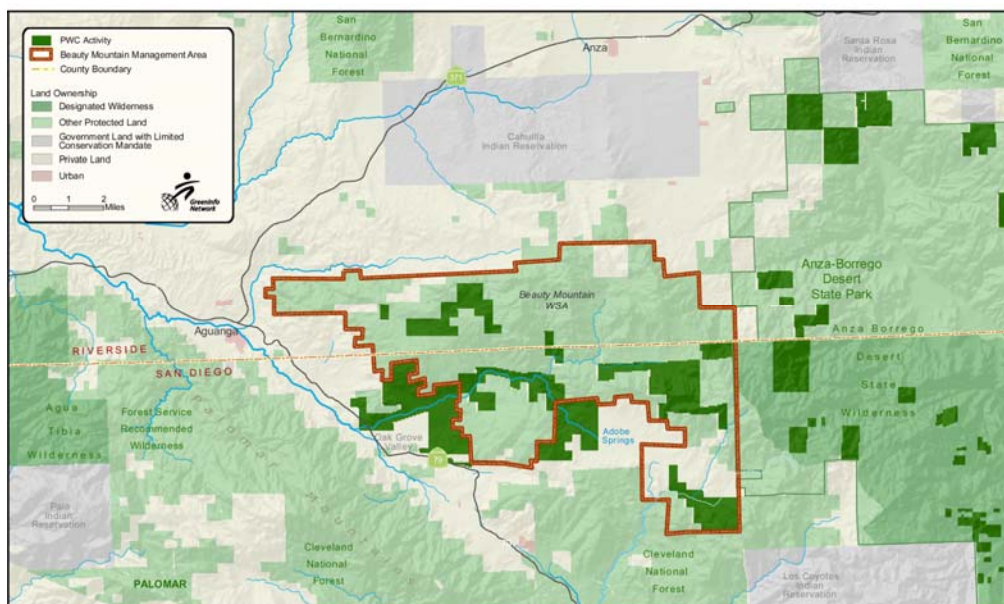 PWC Activity
Beauty Mountain Management Area
County Boundary
Land Ownership
Designated Wilderness
Other Protected Land
Government Land with Limited
Conservation Mandate
Private Land
Urban
0 1 2
Miles
GreenInfo
Network
San
Bernardino
National
Forest
371
Anza
Santa Rosa
Indian
Reservation
San
Bernardino
National
Forest
Cahuilla
Indian Reservation
Beauty Mountain
WSA
Anza-Borrego
Desert
State Park
Aguanga
RIVERSIDE
SAN DIEGO
Anza Borrego
Desert
State
Wilderness
Agua
Tibia
Wilderness
Forest Service
Recommended
Wilderness
Oak Grove
Valley
79
Adobe
Springs
Pala
Indian
Reservation
PALOMAR
Cleveland
National
Forest
Cleveland
National
Forest
Los Coyotes
Indian
Reservation